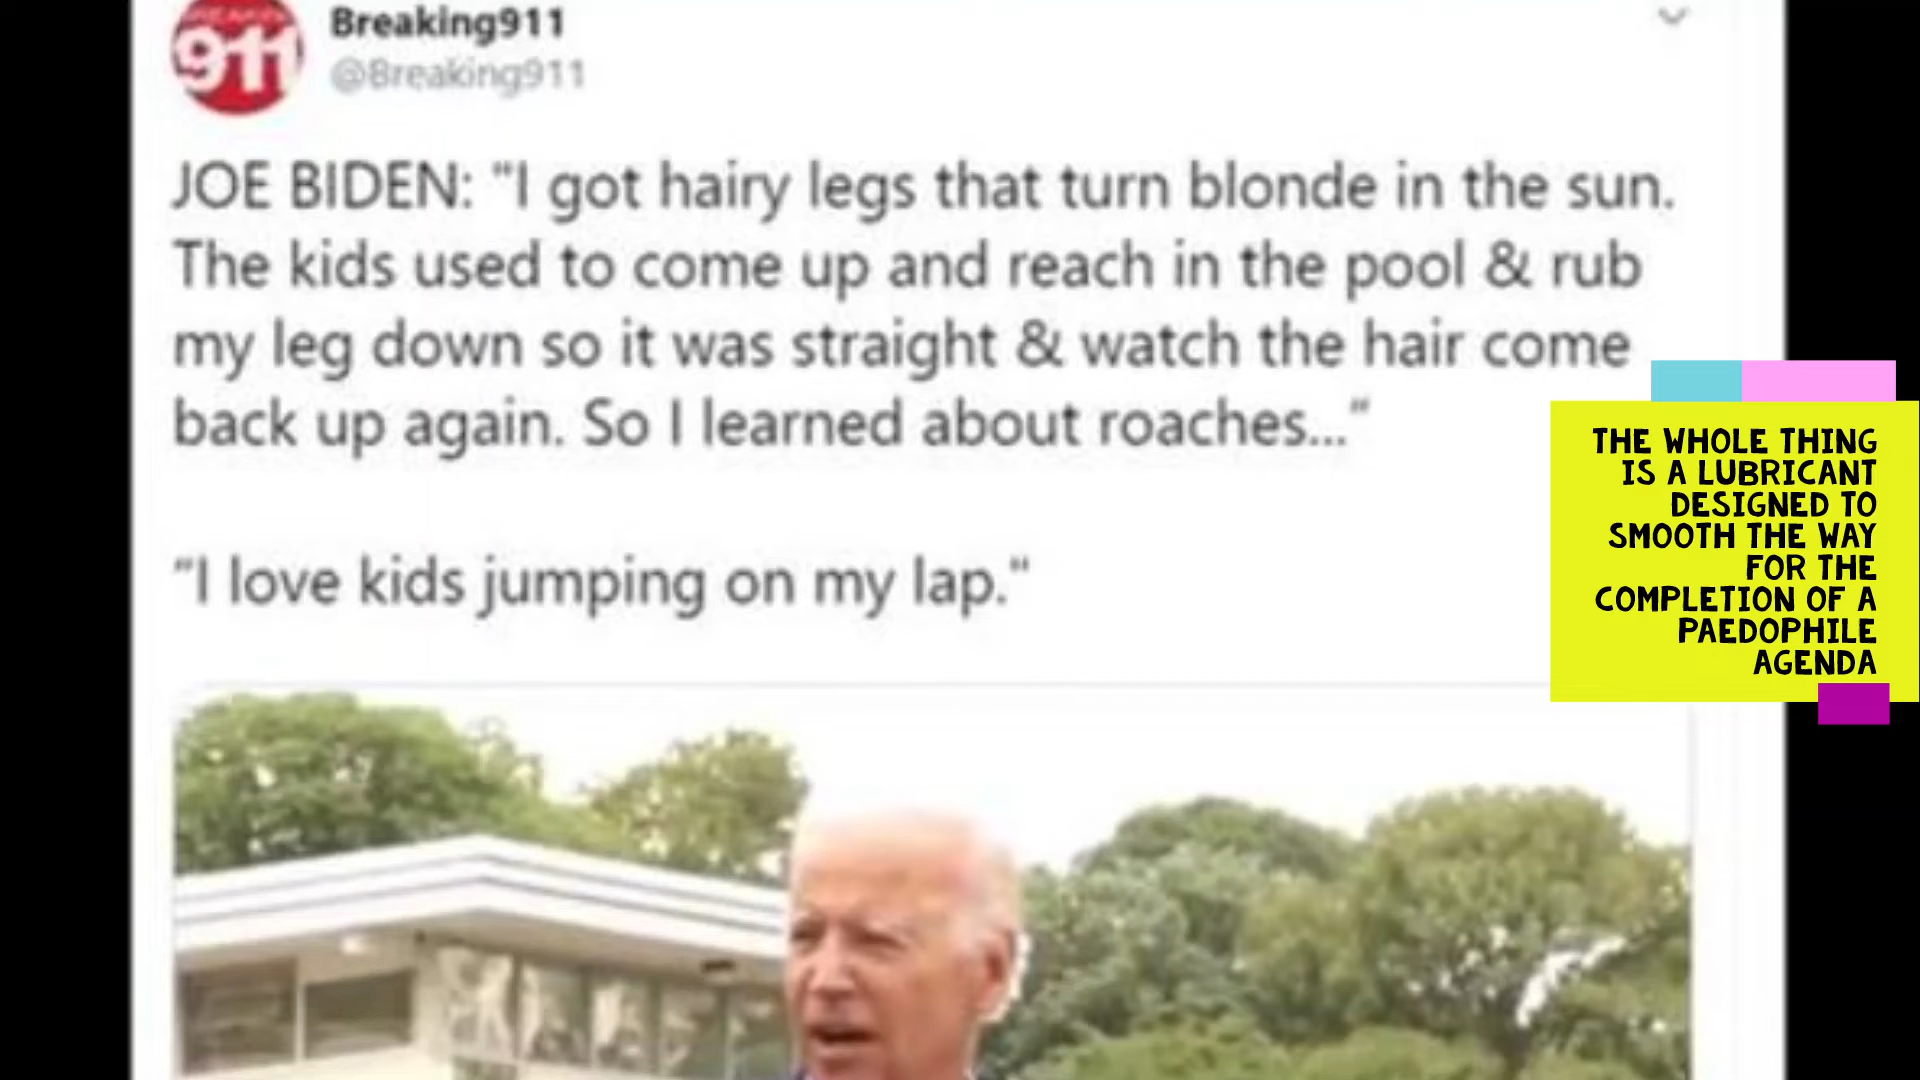 911
Breaking911
@Breaking911
JOE BIDEN: "I got hairy legs that turn blonde in the sun.
The kids used to come up and reach in the pool & rub
my leg down so it was straight & watch the hair come
back up again. So I learned about roaches..."
"I love kids jumping on my lap."
THE WHOLE THING
IS A LUBRICANT
DESIGNED TO
SMOOTH THE WAY
FOR THE
COMPLETION OF A
PAEDOPHILE
AGENDA